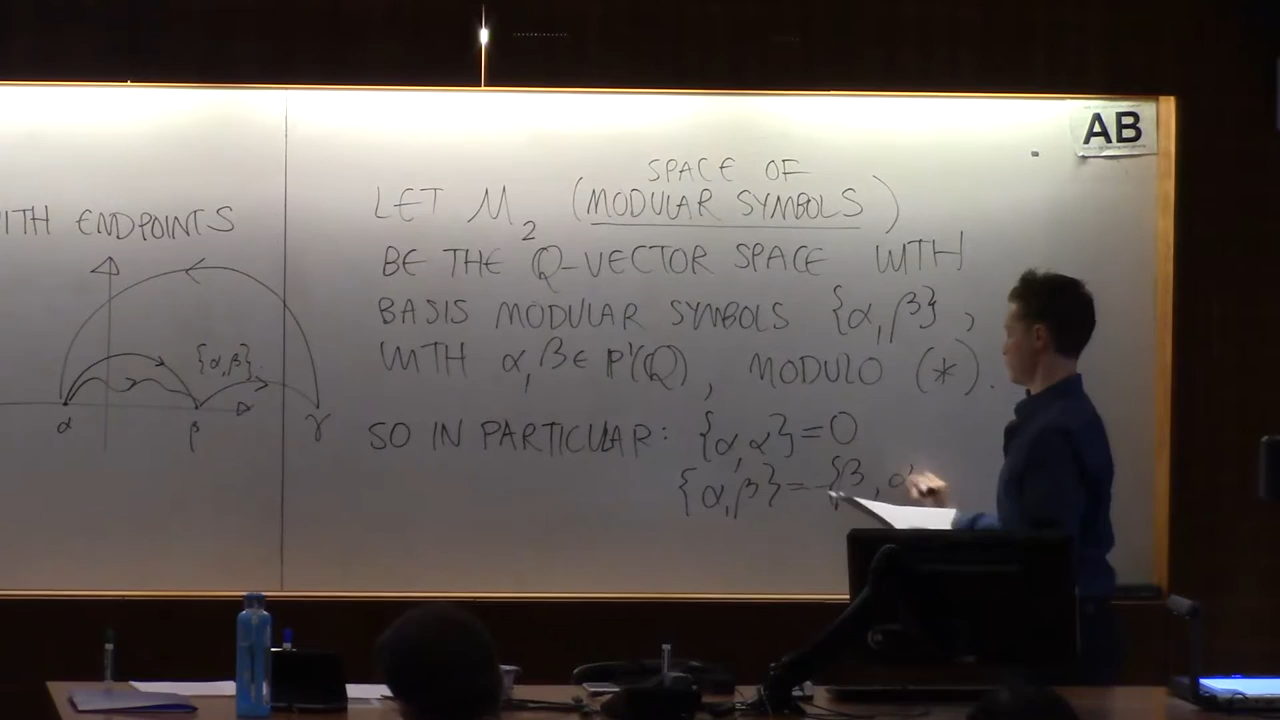 ITH ENDPOINTS
{α,β}
α
β
γ
SPACE OF
LET M₂ (MODULAR SYMBOLS)
BE THE Q-VECTOR SPACE WITH
BASIS MODULAR SYMBOLS {α,β},
WITH α,β∈P¹(Q), MODULO (*).
SO IN PARTICULAR: {α,α}=0
{α,β}=-{β,α
AB